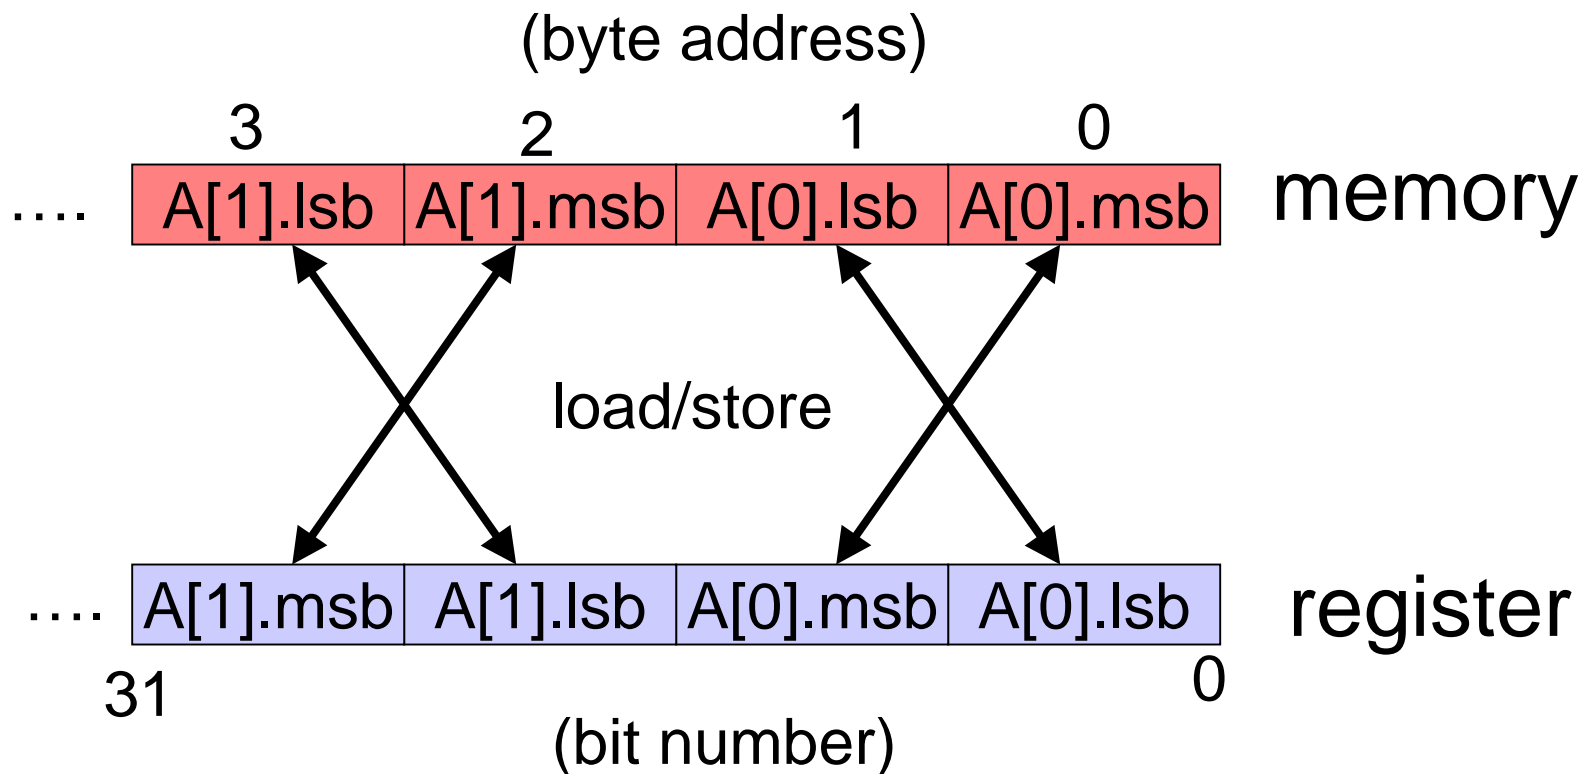 (byte address)
3 2 1 0
.... A[1].lsb A[1].msb A[0].lsb A[0].msb memory
load/store
.... A[1].msb A[1].lsb A[0].msb A[0].lsb register
31 0
(bit number)